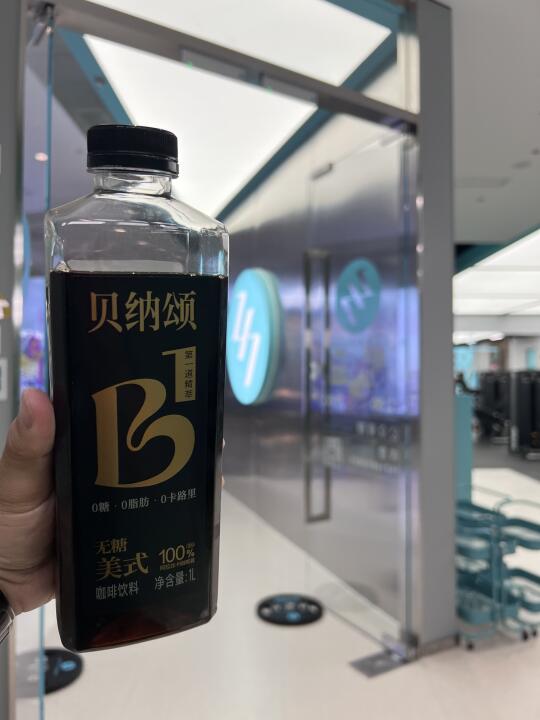 贝纳颂
第一道精萃
B1
0糖·0脂肪·0卡路里
无糖
美式
100%
咖啡饮料
净含量:1L